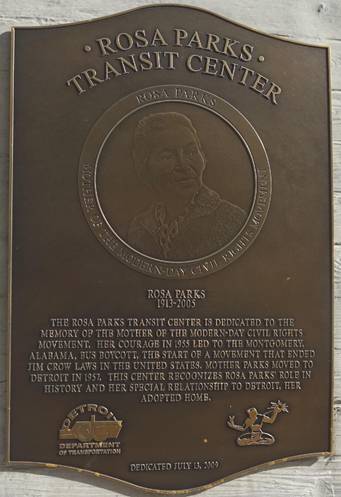 • ROSA PARKS •
TRANSIT CENTER
ROSA PARKS
MOTHER OF THE MODERN-DAY CIVIL RIGHTS MOVEMENT
ROSA PARKS
1913-2005
THE ROSA PARKS TRANSIT CENTER IS DEDICATED TO THE
MEMORY OF THE MOTHER OF THE MODERN-DAY CIVIL RIGHTS
MOVEMENT. HER COURAGE IN 1955 LED TO THE MONTGOMERY,
ALABAMA, BUS BOYCOTT, THE START OF A MOVEMENT THAT ENDED
JIM CROW LAWS IN THE UNITED STATES. MOTHER PARKS MOVED TO
DETROIT IN 1957. THIS CENTER RECOGNIZES ROSA PARKS' ROLE IN
HISTORY AND HER SPECIAL RELATIONSHIP TO DETROIT, HER
ADOPTED HOME.
DETROIT
DEPARTMENT
OF TRANSPORTATION
DEDICATED JULY 13, 2009